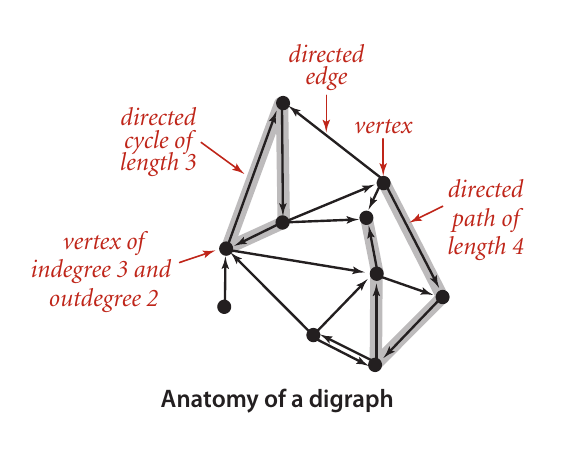 directed
edge
directed
cycle of
length 3
vertex
directed
path of
length 4
vertex of
indegree 3 and
outdegree 2
Anatomy of a digraph